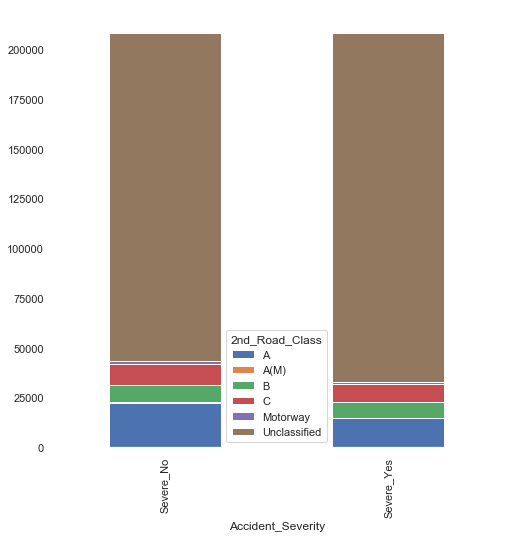 200000
175000
150000
125000
100000
75000
50000
25000
0
2nd_Road_Class
A
A(M)
B
C
Motorway
Unclassified
Severe_No
Severe_Yes
Accident_Severity